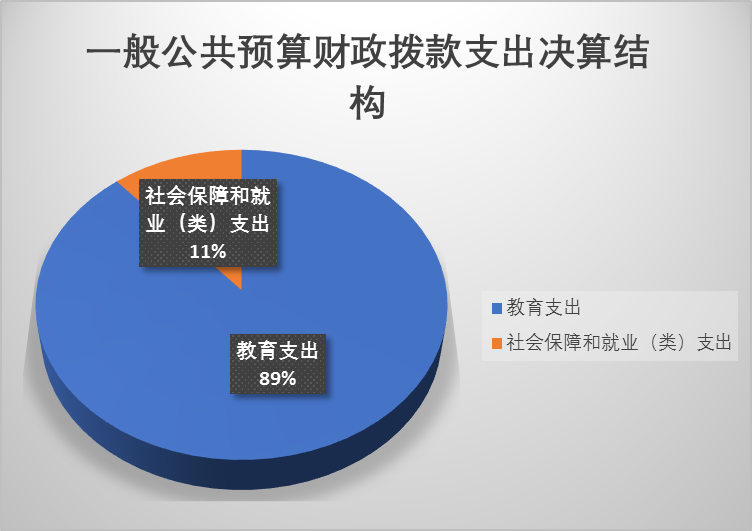 一般公共预算财政拨款支出决算结
构
社会保障和就
业（类）支出
11%
教育支出
89%
教育支出
社会保障和就业（类）支出